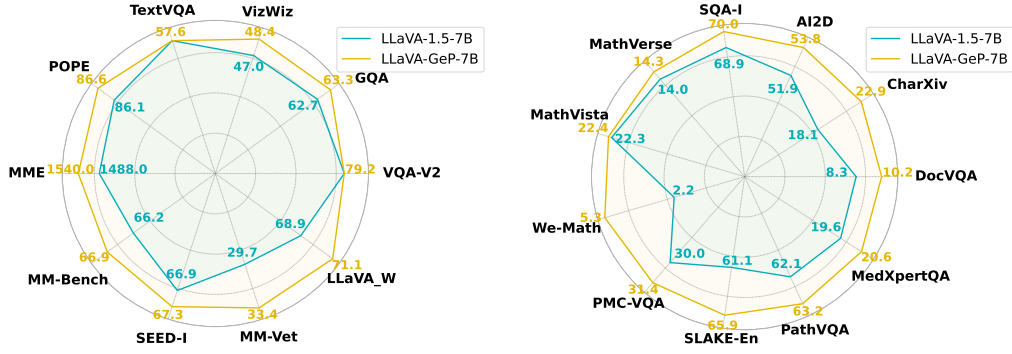 TextVQA
VizWiz
57.6
48.4
LLaVA-1.5-7B
LLaVA-GeP-7B
POPE
47.0
GQA
86.6
63.3
86.1
62.7
MME
1540.0
1488.0
79.2
VQA-V2
66.2
68.9
66.9
29.7
66.9
71.1
MM-Bench
LLaVA_W
67.3
33.4
SEED-I
MM-Vet
SQA-I
70.0
AI2D
53.8
LLaVA-1.5-7B
LLaVA-GeP-7B
MathVerse
14.3
68.9
CharXiv
14.0
51.9
22.9
MathVista
22.4
22.3
18.1
8.3
10.2
DocVQA
2.2
We-Math
5.3
19.6
30.0
61.1
62.1
20.6
MedXpertQA
PMC-VQA
31.4
65.9
63.2
SLAKE-En
PathVQA